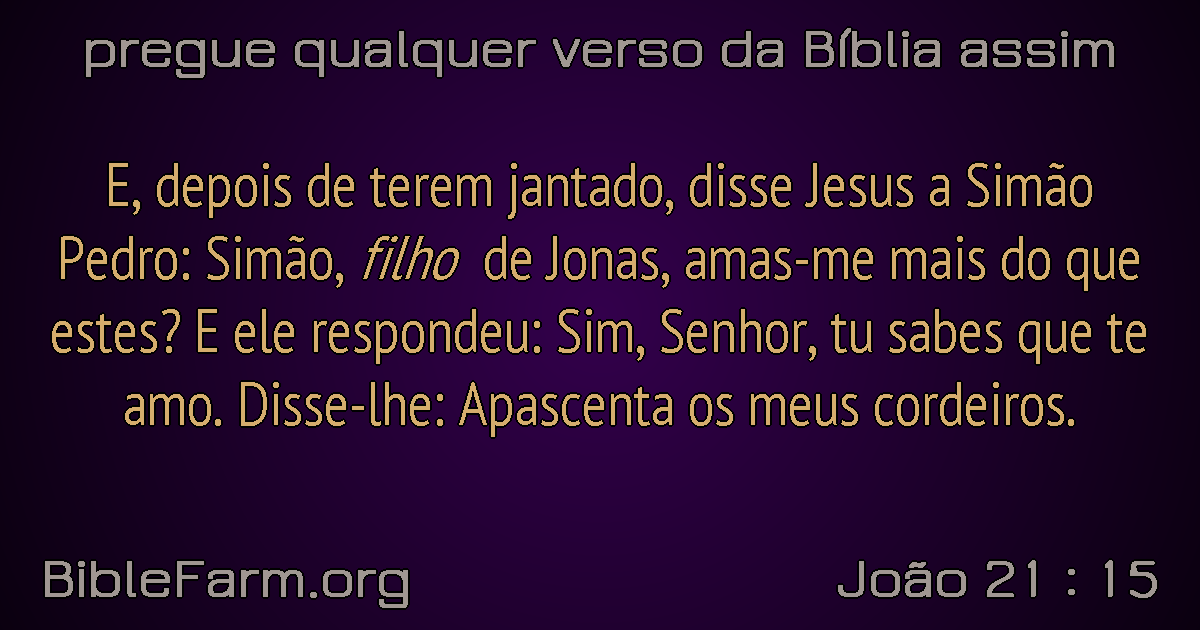 pregue qualquer verso da Bíblia assim
E, depois de terem jantado, disse Jesus a Simão
Pedro: Simão, filho de Jonas, amas-me mais do que
estes? E ele respondeu: Sim, Senhor, tu sabes que te
amo. Disse-lhe: Apascenta os meus cordeiros.
BibleFarm.org
João 21 : 15